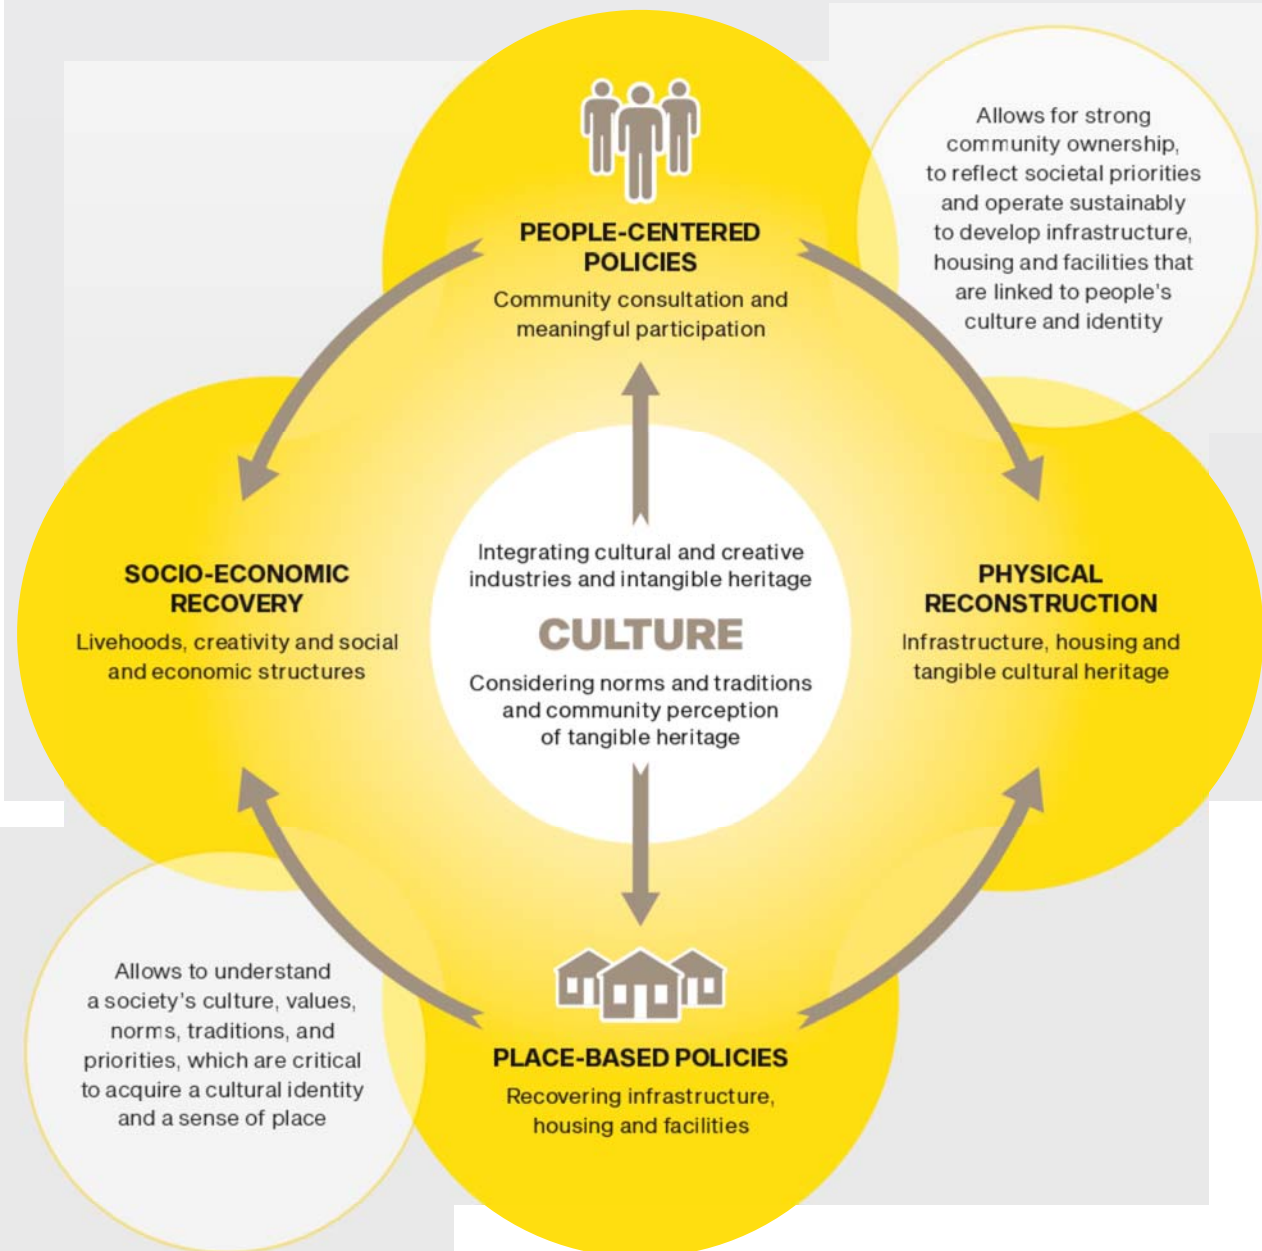 Allows for strong
community ownership,
to reflect societal priorities
and operate sustainably
to develop infrastructure,
housing and facilities that
are linked to people's
culture and identity
PEOPLE-CENTERED
POLICIES
Community consultation and
meaningful participation
SOCIO-ECONOMIC
RECOVERY
Livehoods, creativity and social
and economic structures
Integrating cultural and creative
industries and intangible heritage
CULTURE
Considering norms and traditions
and community perception
of tangible heritage
PHYSICAL
RECONSTRUCTION
Infrastructure, housing and
tangible cultural heritage
Allows to understand
a society's culture, values,
norms, traditions, and
priorities, which are critical
to acquire a cultural identity
and a sense of place
PLACE-BASED POLICIES
Recovering infrastructure,
housing and facilities